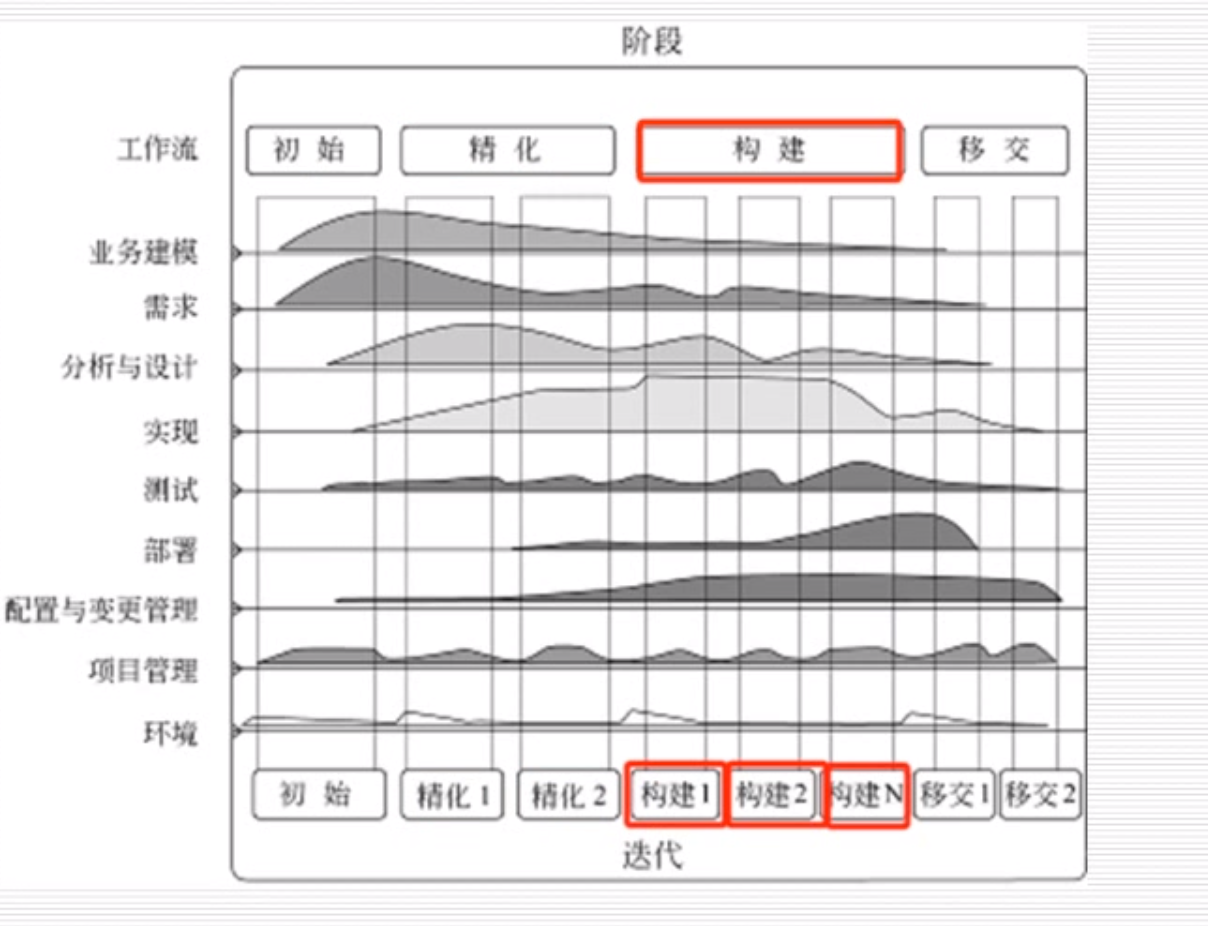 阶段
工作流
初始
精化
构建
移交
业务建模
需求
分析与设计
实现
测试
部署
配置与变更管理
项目管理
环境
初始
精化1
精化2
构建1
构建2
构建N
移交1
移交2
迭代